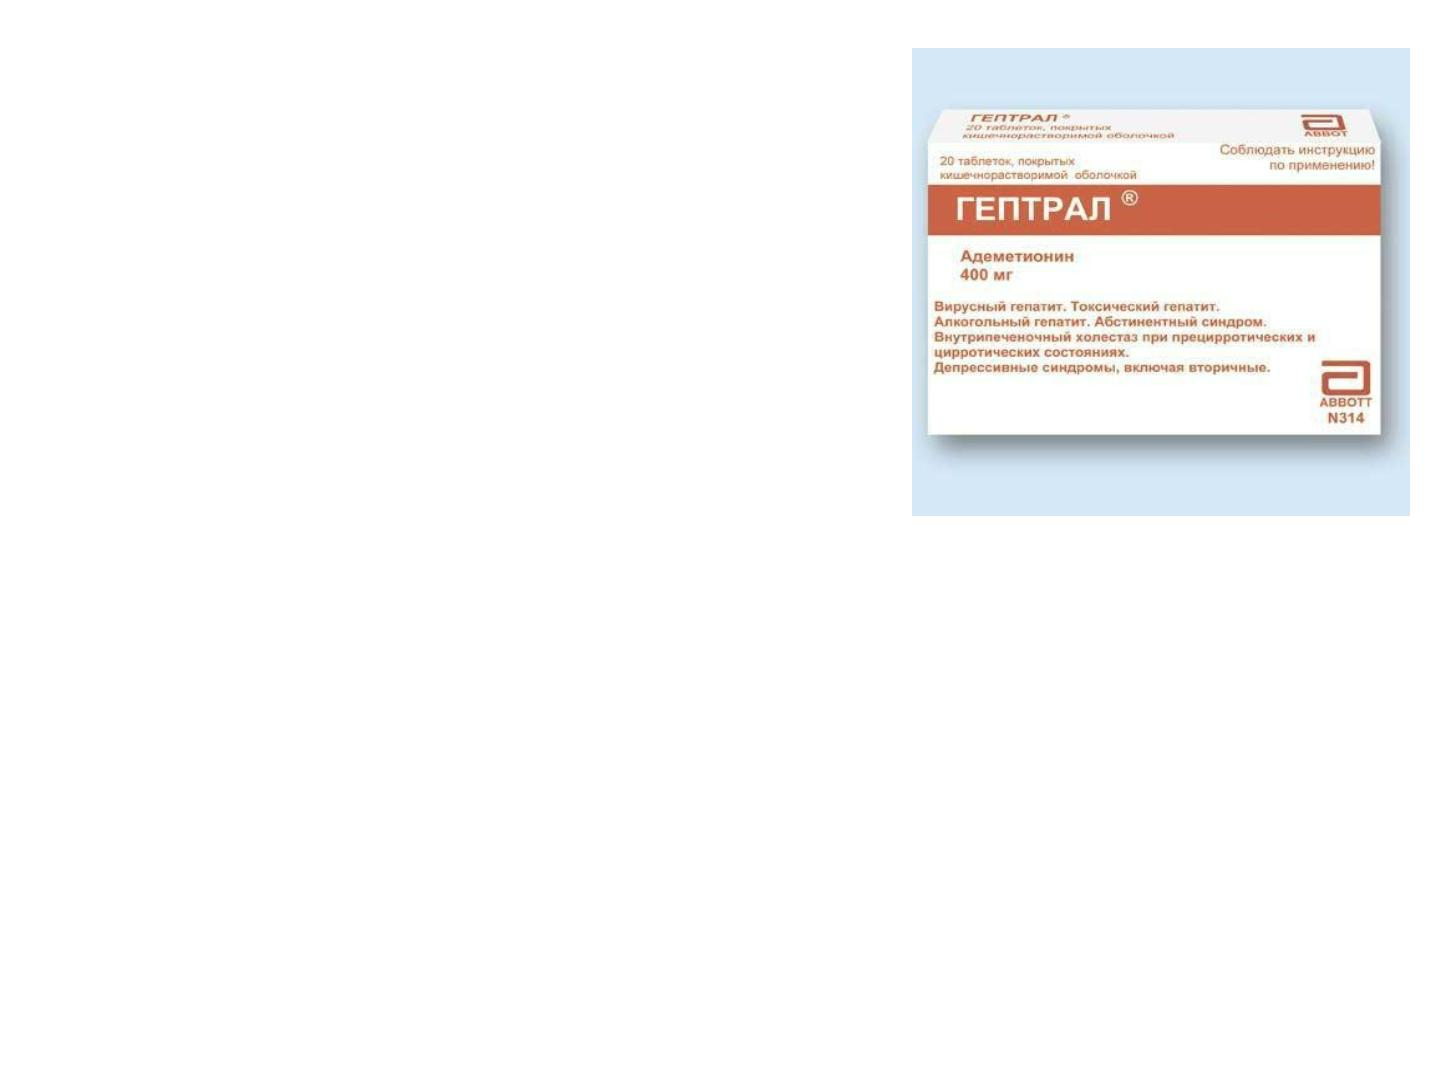 ГЕПТРАЛ ®
20 таблеток, покрытых
кишечнорастворимой оболочкой
ABBOT
Соблюдать инструкцию
по применению!
20 таблеток, покрытых
кишечнорастворимой оболочкой
ГЕПТРАЛ ®
Адеметионин
400 мг
Вирусный гепатит. Токсический гепатит.
Алкогольный гепатит. Абстинентный синдром.
Внутрипеченочный холестаз при прецирротических и
цирротических состояниях.
Депрессивные синдромы, включая вторичные.
ABBOTT
N314